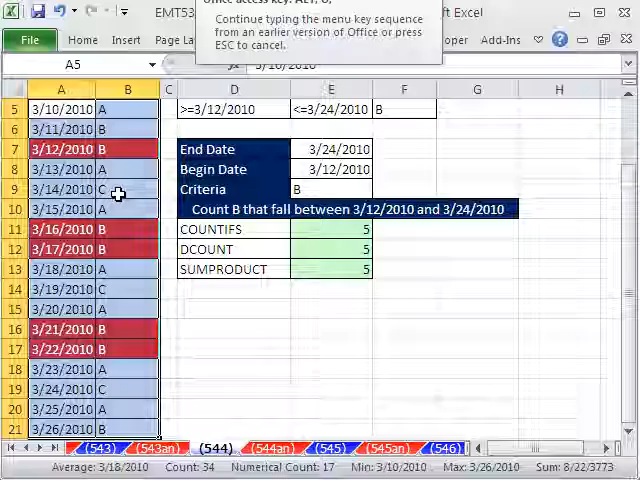 Office access key: ALT, O,
Continue typing the menu key sequence
from an earlier version of Office or press
ESC to cancel.
EMT53
ft Excel
File Home Insert oper Add-Ins
A5 3/10/2010
A B C D E F G H
5 3/10/2010 A >=3/12/2010 <=3/24/2010 B
6 3/11/2010 B
7 3/12/2010 B End Date 3/24/2010
8 3/13/2010 A Begin Date 3/12/2010
9 3/14/2010 C Criteria B
10 3/15/2010 A Count B that fall between 3/12/2010 and 3/24/2010
11 3/16/2010 B COUNTIFS 5
12 3/17/2010 B DCOUNT 5
13 3/18/2010 A SUMPRODUCT 5
14 3/19/2010 C
15 3/20/2010 A
16 3/21/2010 B
17 3/22/2010 B
18 3/23/2010 A
19 3/24/2010 C
20 3/25/2010 A
21 3/26/2010 B
(543) (543an) (544) (544an) (545) (545an) (546)
Average: 3/18/2010 Count: 34 Numerical Count: 17 Min: 3/10/2010 Max: 3/26/2010 Sum: 8/22/3773